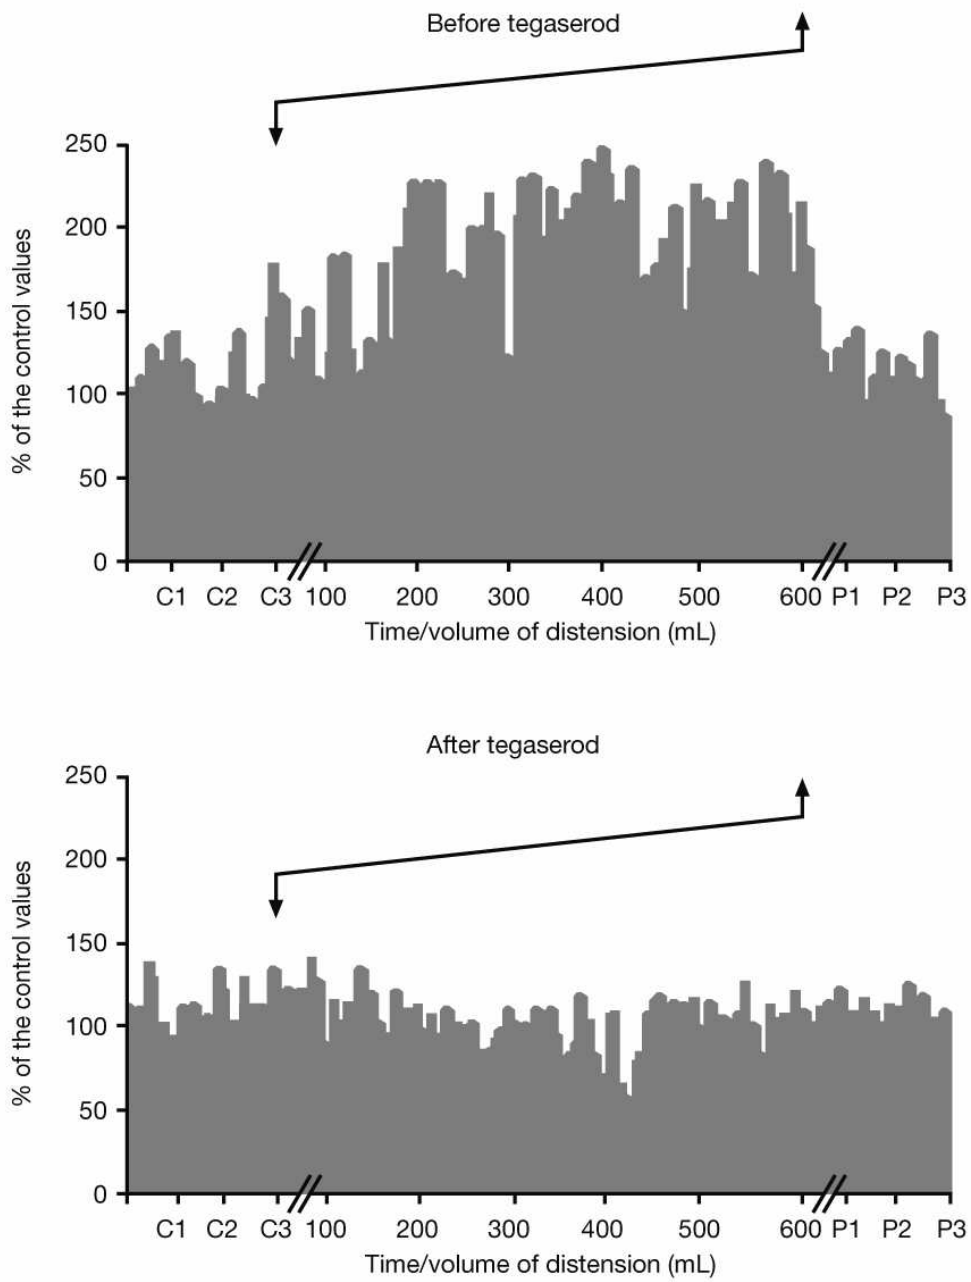 Before tegaserod
250
200
150
100
50
0
% of the control values
C1 C2 C3 100 200 300 400 500 600 P1 P2 P3
Time/volume of distension (mL)
After tegaserod
250
200
150
100
50
0
% of the control values
C1 C2 C3 100 200 300 400 500 600 P1 P2 P3
Time/volume of distension (mL)